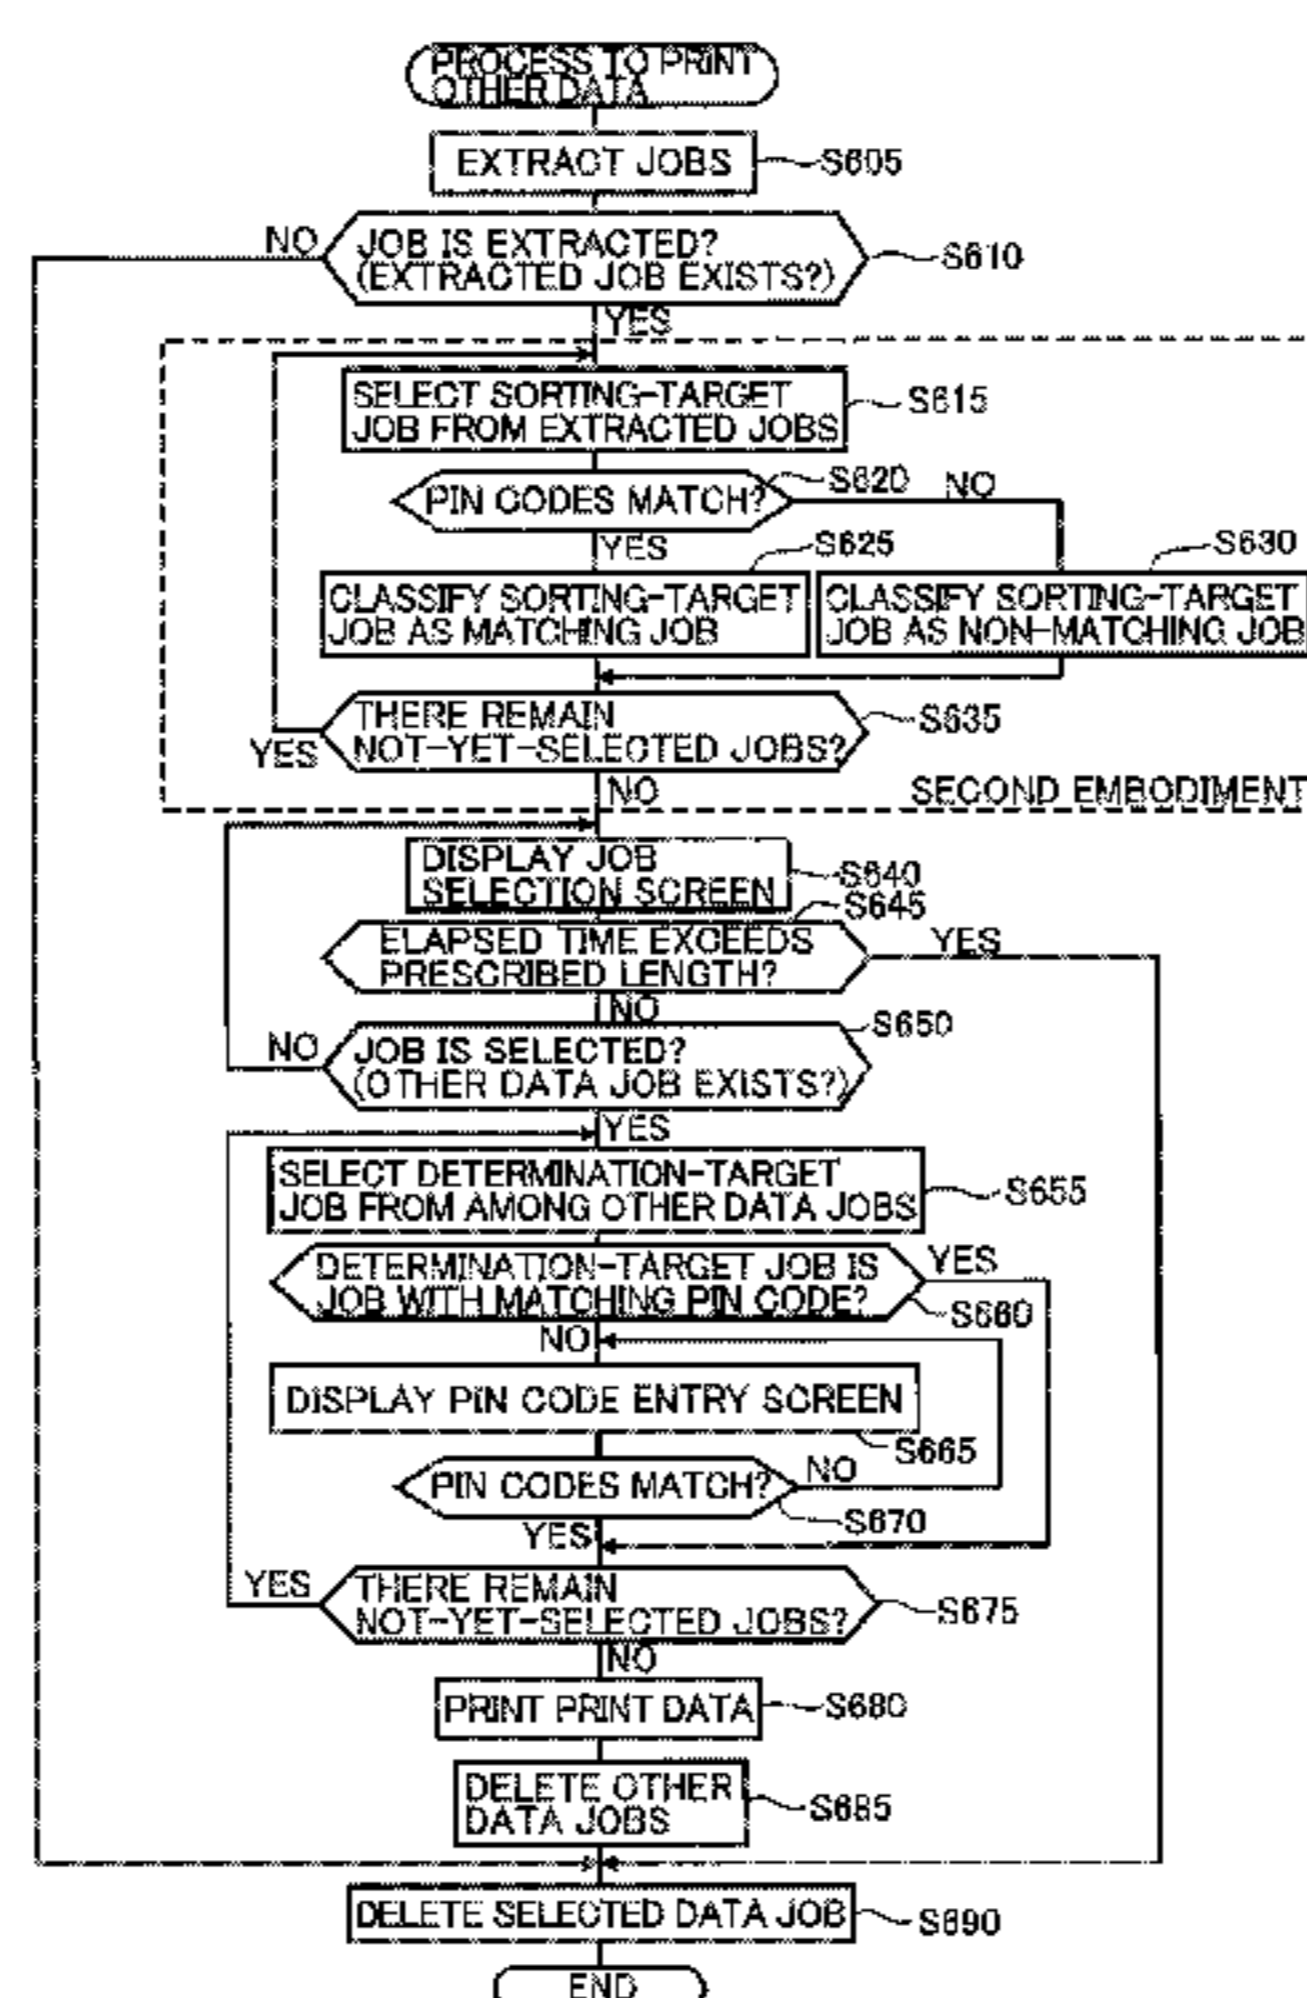 PROCESS TO PRINT
OTHER DATA
EXTRACT JOBS
S605
NO
JOB IS EXTRACTED?
(EXTRACTED JOB EXISTS?)
S610
YES
SELECT SORTING-TARGET
JOB FROM EXTRACTED JOBS
S615
PIN CODES MATCH?
S620
NO
YES
S625
S630
CLASSIFY SORTING-TARGET
JOB AS MATCHING JOB
CLASSIFY SORTING-TARGET
JOB AS NON-MATCHING JOB
THERE REMAIN
NOT-YET-SELECTED JOBS?
S635
YES
NO
SECOND EMBODIMENT
DISPLAY JOB
SELECTION SCREEN
S640
S645
ELAPSED TIME EXCEEDS
PRESCRIBED LENGTH?
YES
NO
S650
NO
JOB IS SELECTED?
(OTHER DATA JOB EXISTS?)
YES
SELECT DETERMINATION-TARGET
JOB FROM AMONG OTHER DATA JOBS
S655
DETERMINATION-TARGET JOB IS
JOB WITH MATCHING PIN CODE?
YES
S660
NO
DISPLAY PIN CODE ENTRY SCREEN
S665
PIN CODES MATCH?
NO
S670
YES
YES
THERE REMAIN
NOT-YET-SELECTED JOBS?
S675
NO
PRINT PRINT DATA
S680
DELETE OTHER
DATA JOBS
S685
DELETE SELECTED DATA JOB
S690
END